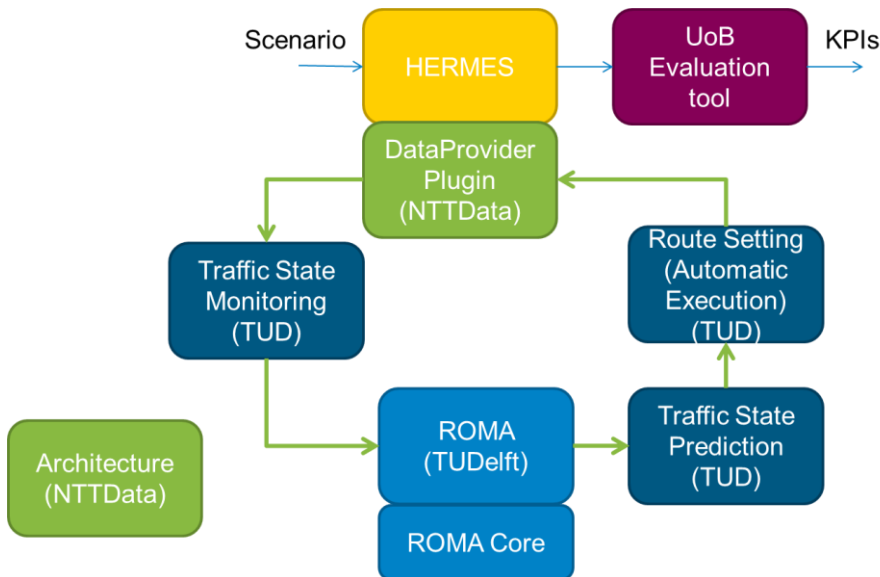 Scenario
HERMES
UoB
Evaluation
tool
KPIs
DataProvider
Plugin
(NTTData)
Traffic State
Monitoring
(TUD)
Route Setting
(Automatic
Execution)
(TUD)
Architecture
(NTTData)
ROMA
(TUDelft)
Traffic State
Prediction
(TUD)
ROMA Core